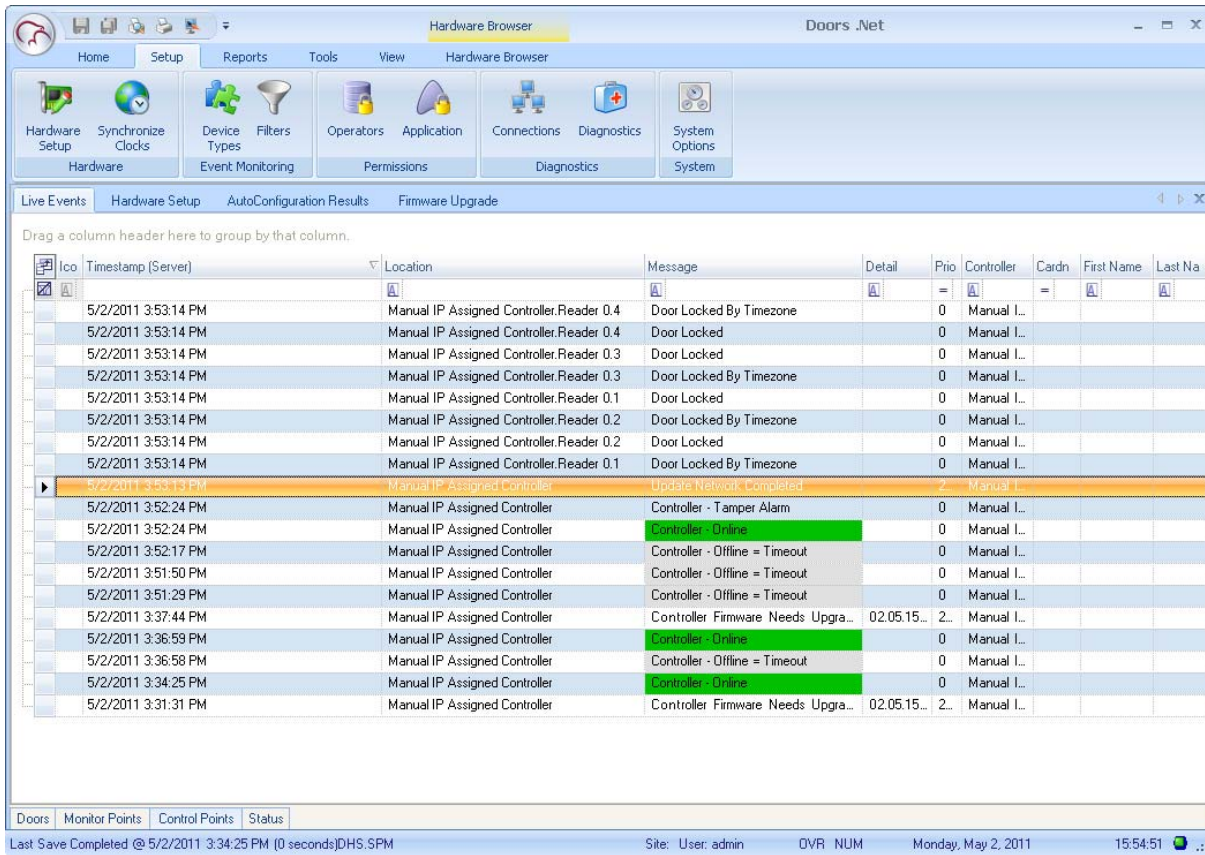 Hardware Browser
Doors .Net
Home Setup Reports Tools View Hardware Browser
Hardware Setup Synchronize Clocks Device Types Filters Operators Application Connections Diagnostics System Options
Hardware Event Monitoring Permissions Diagnostics System
Live Events Hardware Setup AutoConfiguration Results Firmware Upgrade
Drag a column header here to group by that column.
Ico Timestamp (Server) Location Message Detail Prio Controller Cardn First Name Last Na
A A A A = A = A A
5/2/2011 3:53:14 PM Manual IP Assigned Controller.Reader 0.4 Door Locked By Timezone 0 Manual I...
5/2/2011 3:53:14 PM Manual IP Assigned Controller.Reader 0.4 Door Locked 0 Manual I...
5/2/2011 3:53:14 PM Manual IP Assigned Controller.Reader 0.3 Door Locked 0 Manual I...
5/2/2011 3:53:14 PM Manual IP Assigned Controller.Reader 0.3 Door Locked By Timezone 0 Manual I...
5/2/2011 3:53:14 PM Manual IP Assigned Controller.Reader 0.1 Door Locked 0 Manual I...
5/2/2011 3:53:14 PM Manual IP Assigned Controller.Reader 0.2 Door Locked By Timezone 0 Manual I...
5/2/2011 3:53:14 PM Manual IP Assigned Controller.Reader 0.2 Door Locked 0 Manual I...
5/2/2011 3:53:14 PM Manual IP Assigned Controller.Reader 0.1 Door Locked By Timezone 0 Manual I...
5/2/2011 3:53:13 PM Manual IP Assigned Controller Update Network Completed 2... Manual I...
5/2/2011 3:52:24 PM Manual IP Assigned Controller Controller - Tamper Alarm 0 Manual I...
5/2/2011 3:52:24 PM Manual IP Assigned Controller Controller - Online 0 Manual I...
5/2/2011 3:52:17 PM Manual IP Assigned Controller Controller - Offline = Timeout 0 Manual I...
5/2/2011 3:51:50 PM Manual IP Assigned Controller Controller - Offline = Timeout 0 Manual I...
5/2/2011 3:51:29 PM Manual IP Assigned Controller Controller - Offline = Timeout 0 Manual I...
5/2/2011 3:37:44 PM Manual IP Assigned Controller Controller Firmware Needs Upgra... 02.05.15... 2... Manual I...
5/2/2011 3:36:59 PM Manual IP Assigned Controller Controller - Online 0 Manual I...
5/2/2011 3:36:58 PM Manual IP Assigned Controller Controller - Offline = Timeout 0 Manual I...
5/2/2011 3:34:25 PM Manual IP Assigned Controller Controller - Online 0 Manual I...
5/2/2011 3:31:31 PM Manual IP Assigned Controller Controller Firmware Needs Upgra... 02.05.15... 2... Manual I...
Doors Monitor Points Control Points Status
Last Save Completed @ 5/2/2011 3:34:25 PM (0 seconds)DHS.SPM Site: User: admin OVR NUM Monday, May 2, 2011 15:54:51